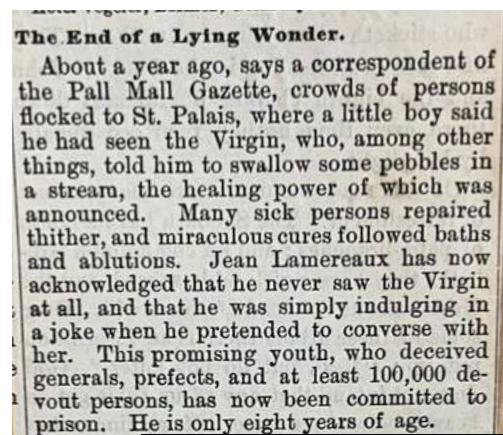 The End of a Lying Wonder.
About a year ago, says a correspondent of
the Pall Mall Gazette, crowds of persons
flocked to St. Palais, where a little boy said
he had seen the Virgin, who, among other
things, told him to swallow some pebbles in
a stream, the healing power of which was
announced. Many sick persons repaired
thither, and miraculous cures followed baths
and ablutions. Jean Lamereaux has now
acknowledged that he never saw the Virgin
at all, and that he was simply indulging in
a joke when he pretended to converse with
her. This promising youth, who deceived
generals, prefects, and at least 100,000 de-
vout persons, has now been committed to
prison. He is only eight years of age.